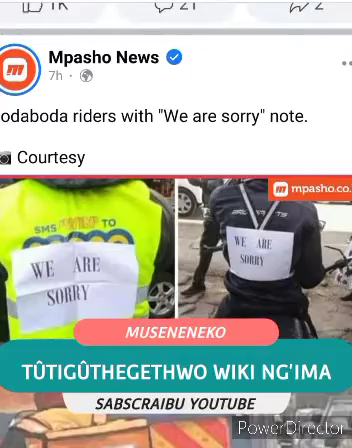 1K 21 2
Mpasho News
7h ·
odaboda riders with "We are sorry" note.
Courtesy
mpasho.co.
SMS TO
WE ARE
SORRY
WE ARE
SORRY
MUSENENEKO
TŨTIGŨTHEGETHWO WIKI NG'IMA
SABSCRAIBU YOUTUBE
PowerDirector